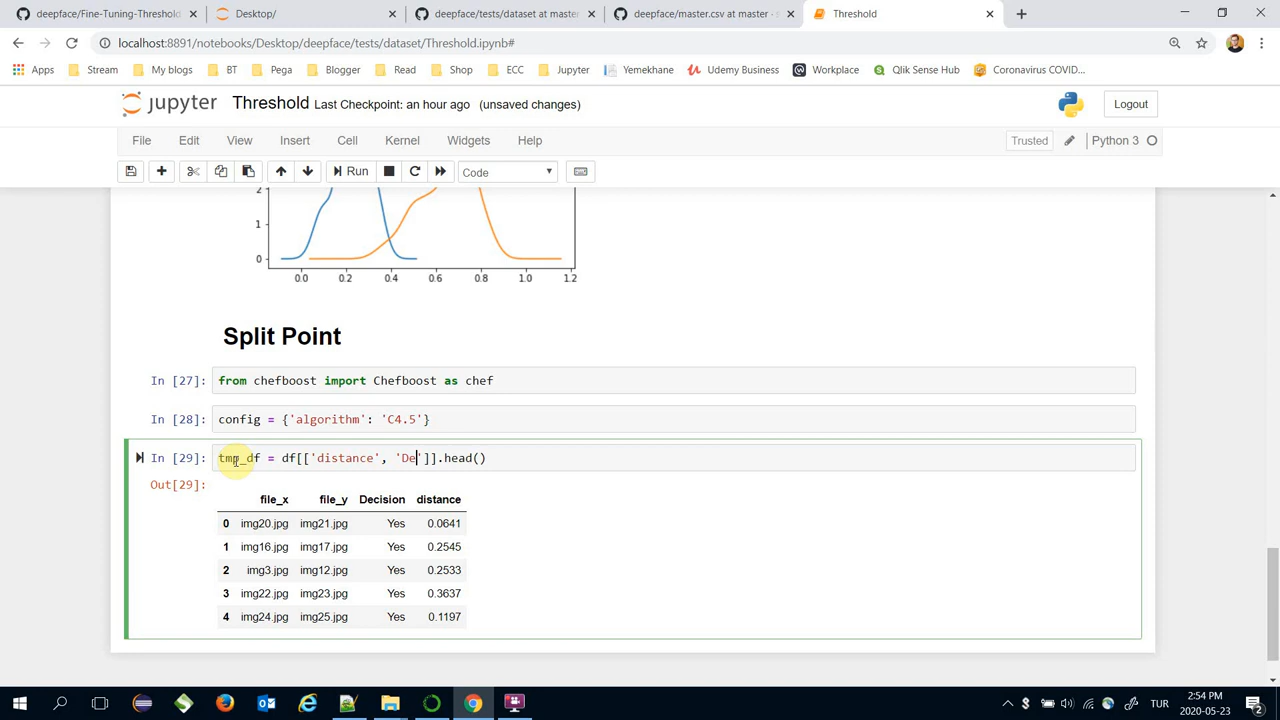 deepface/Fine-Tuning-Threshold × Desktop/ × deepface/tests/dataset at master × deepface/master.csv at master · × Threshold ×
localhost:8891/notebooks/Desktop/deepface/tests/dataset/Threshold.ipynb#
Apps Stream My blogs BT Pega Blogger Read Shop ECC Jupyter Yemekhane Udemy Business Workplace Qlik Sense Hub Coronavirus COVID...
jupyter Threshold Last Checkpoint: an hour ago (unsaved changes) Logout
File Edit View Insert Cell Kernel Widgets Help Trusted Python 3
Run Code
2
1
0
0.0 0.2 0.4 0.6 0.8 1.0 1.2
Split Point
In [27]: from chefboost import Chefboost as chef
In [28]: config = {'algorithm': 'C4.5'}
In [29]: tmp_df = df[['distance', 'De']].head()
Out[29]:
file_x file_y Decision distance
0 img20.jpg img21.jpg Yes 0.0641
1 img16.jpg img17.jpg Yes 0.2545
2 img3.jpg img12.jpg Yes 0.2533
3 img22.jpg img23.jpg Yes 0.3637
4 img24.jpg img25.jpg Yes 0.1197
TUR
2:54 PM
2020-05-23
2